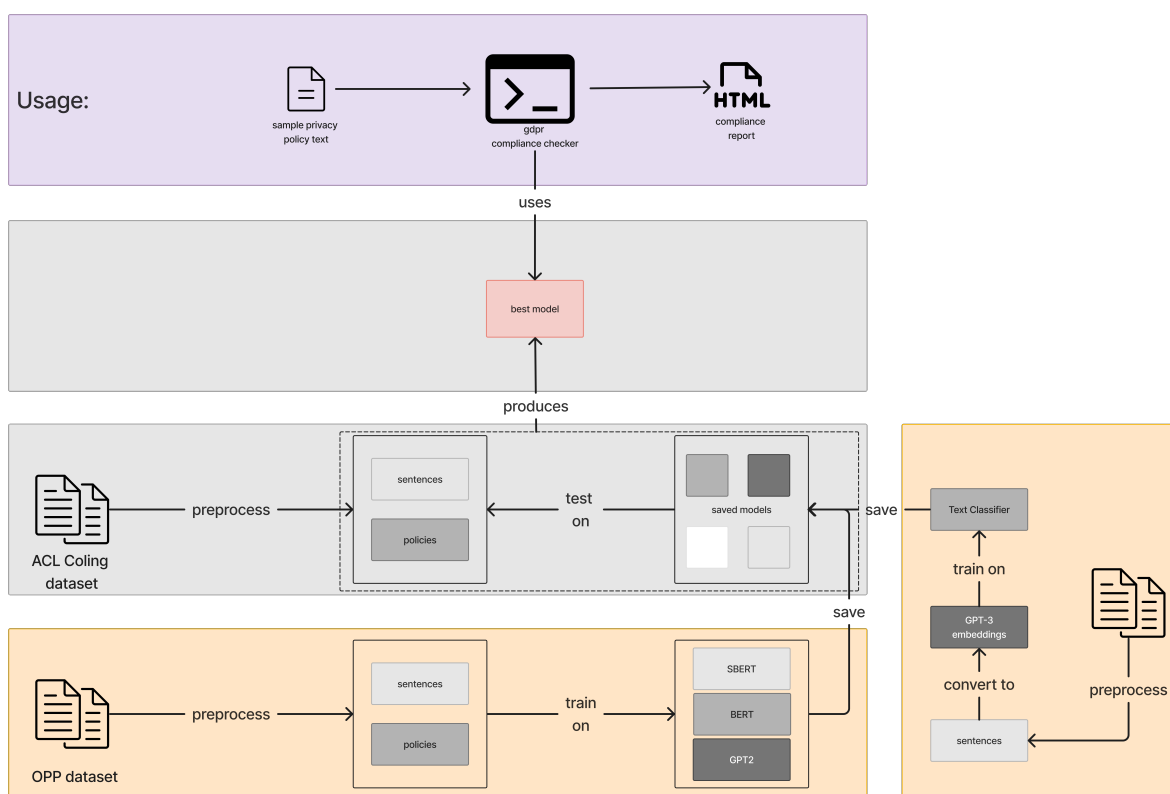 Usage:
sample privacy
policy text
gdpr
compliance checker
HTML
compliance
report
uses
best model
produces
ACL Coling
dataset
preprocess
sentences
policies
test
on
saved models
save
Text Classifier
train on
GPT-3
embeddings
convert to
sentences
preprocess
save
OPP dataset
preprocess
sentences
policies
train
on
SBERT
BERT
GPT2